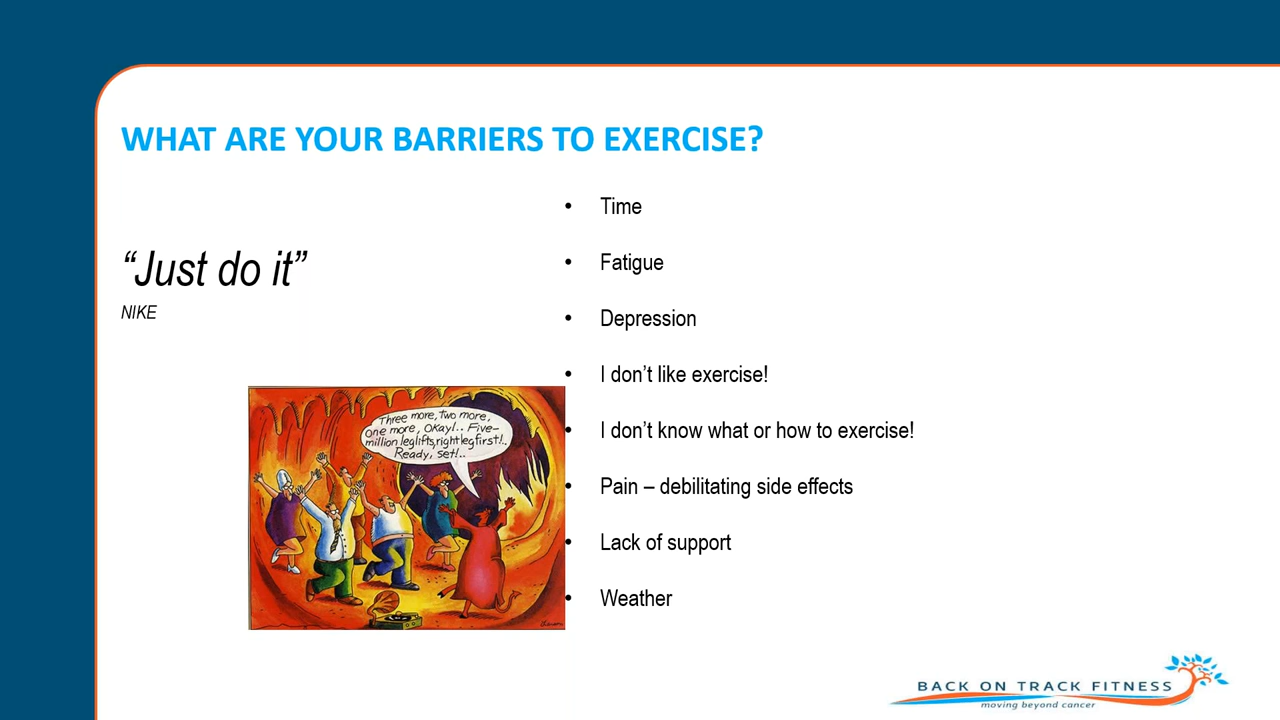 WHAT ARE YOUR BARRIERS TO EXERCISE?
“Just do it”
NIKE
Three more, two more,
one more, okay!.. Five-
million leglifts, right leg first!..
Ready, set!..
• Time
• Fatigue
• Depression
• I don’t like exercise!
• I don’t know what or how to exercise!
• Pain – debilitating side effects
• Lack of support
• Weather
BACK ON TRACK FITNESS
moving beyond cancer